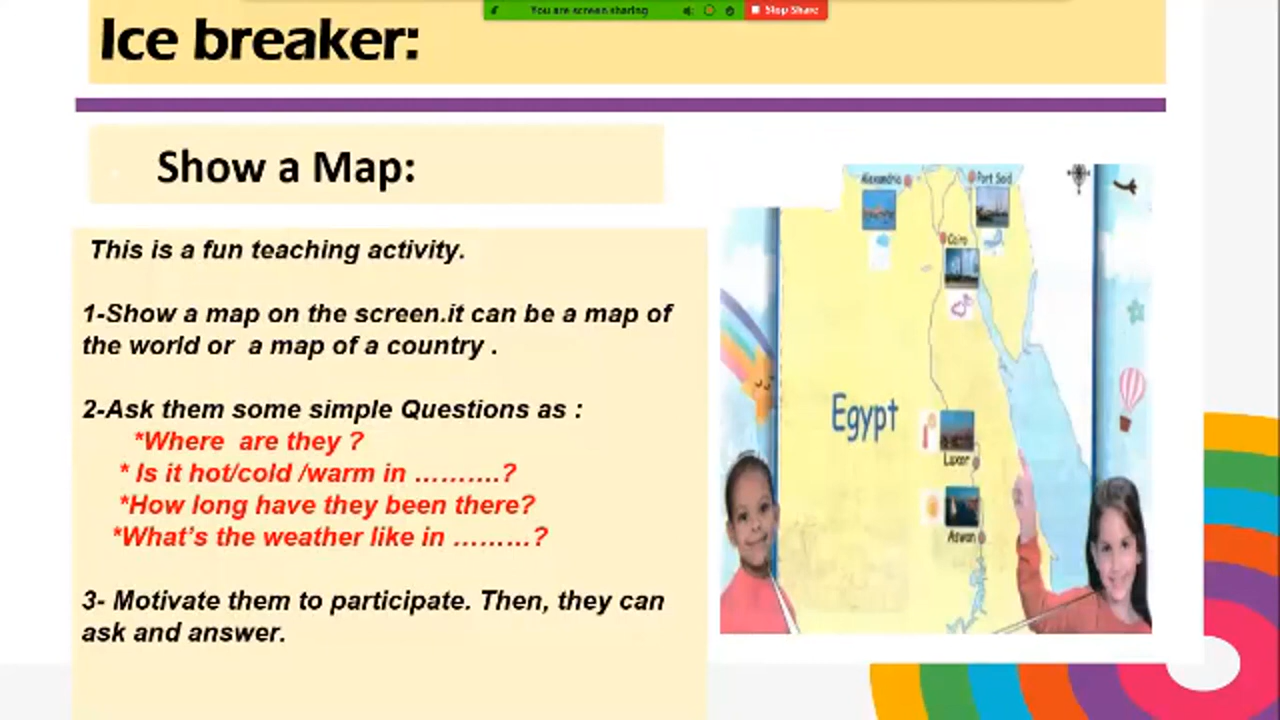 You are screen sharing
Stop Share
Ice breaker:
Show a Map:
This is a fun teaching activity.
1-Show a map on the screen.it can be a map of
the world or a map of a country .
2-Ask them some simple Questions as :
*Where are they ?
* Is it hot/cold /warm in ……….?
*How long have they been there?
*What's the weather like in ………?
3- Motivate them to participate. Then, they can
ask and answer.
Alexandria
Port Said
Cairo
Egypt
Luxor
Aswan